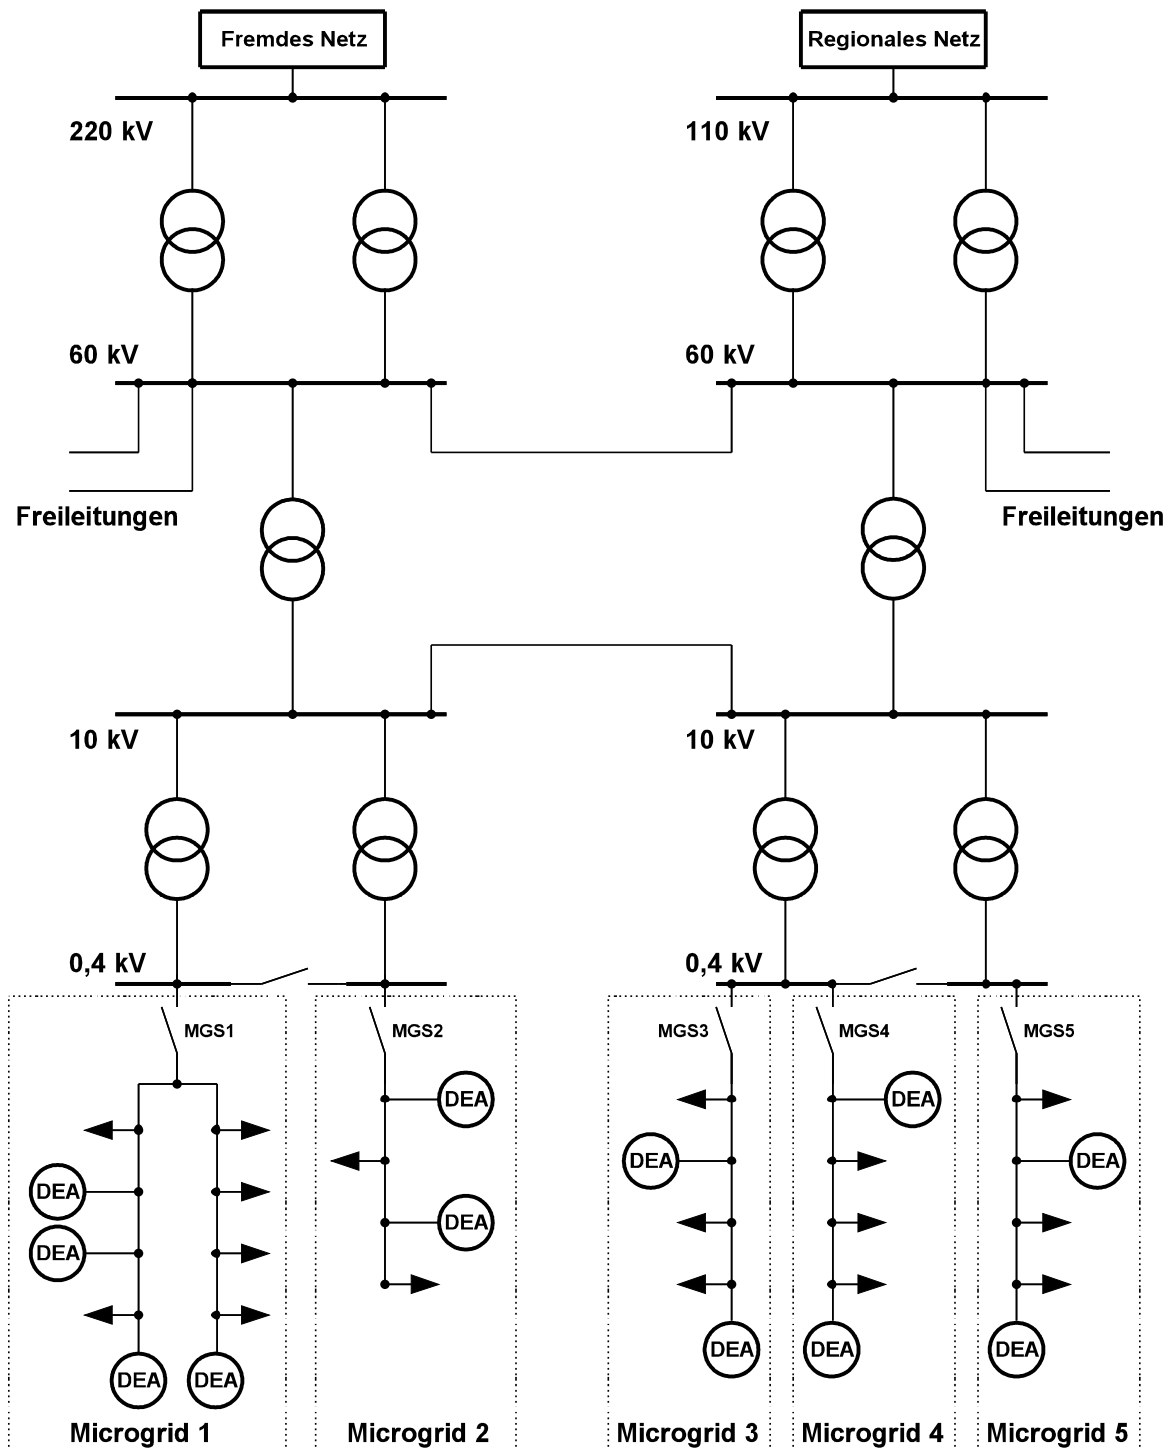 Fremdes Netz
Regionales Netz
220 kV
110 kV
60 kV
60 kV
Freileitungen
Freileitungen
10 kV
10 kV
0,4 kV
0,4 kV
MGS1
MGS2
MGS3
MGS4
MGS5
DEA
DEA
DEA
DEA
DEA
DEA
DEA
DEA
DEA
DEA
DEA
DEA
Microgrid 1
Microgrid 2
Microgrid 3
Microgrid 4
Microgrid 5